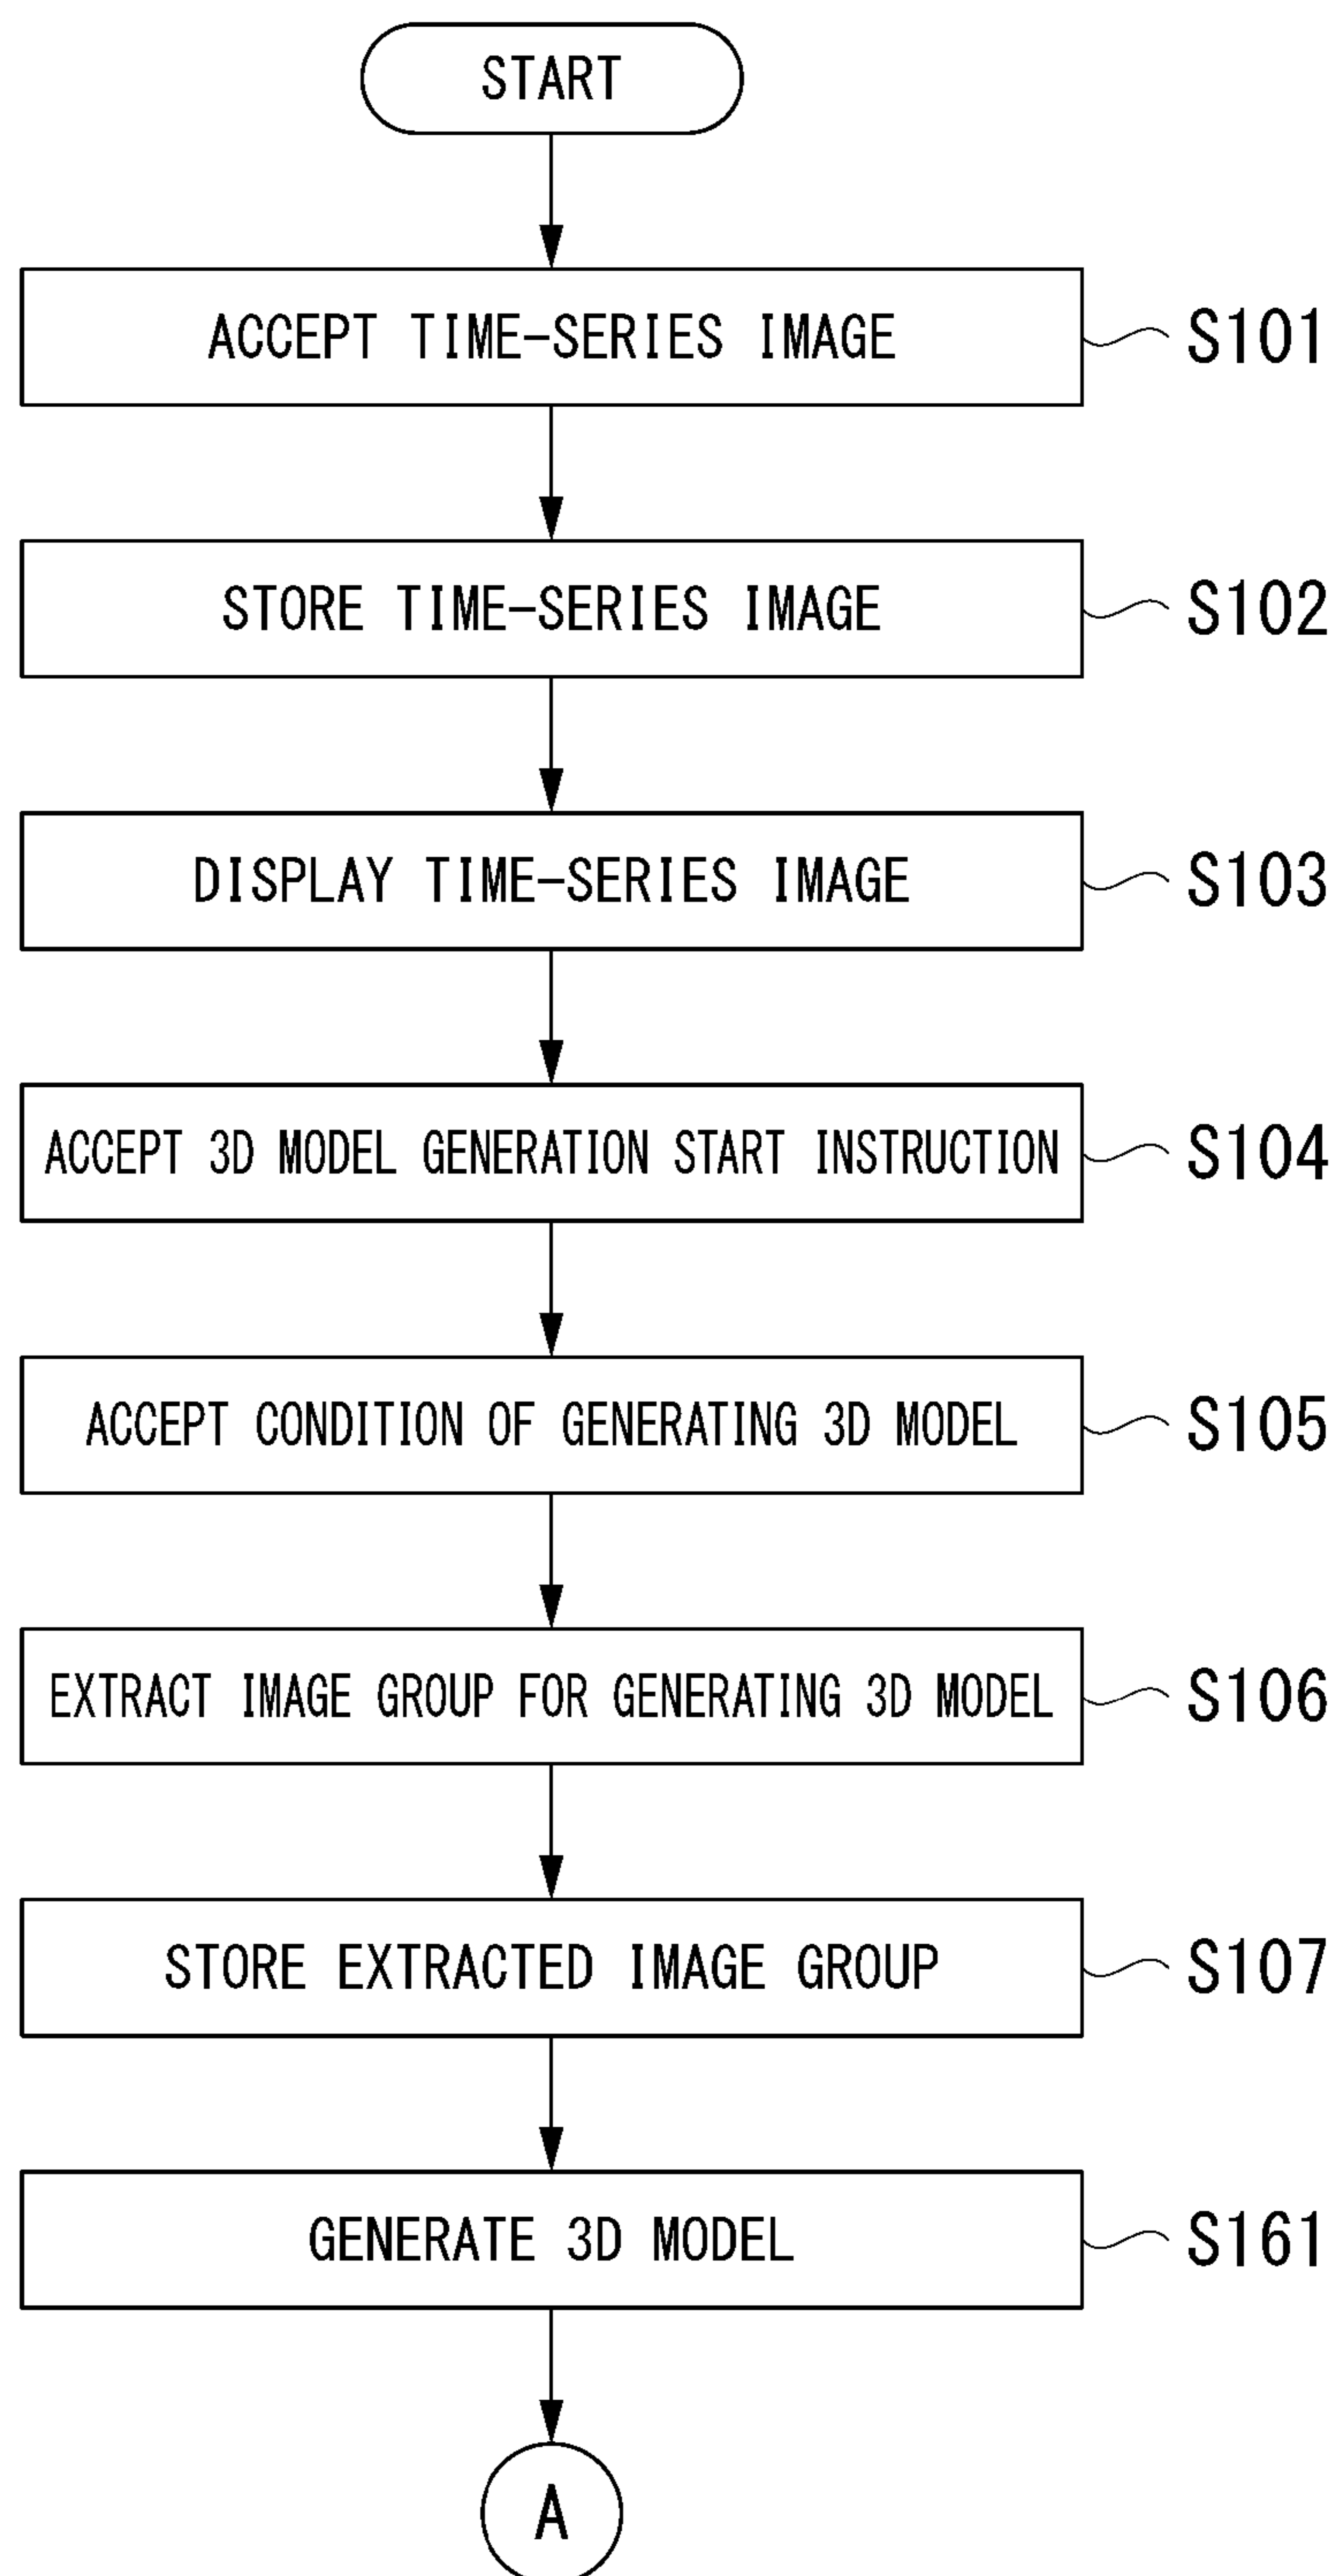 START
ACCEPT TIME-SERIES IMAGE S101
STORE TIME-SERIES IMAGE S102
DISPLAY TIME-SERIES IMAGE S103
ACCEPT 3D MODEL GENERATION START INSTRUCTION S104
ACCEPT CONDITION OF GENERATING 3D MODEL S105
EXTRACT IMAGE GROUP FOR GENERATING 3D MODEL S106
STORE EXTRACTED IMAGE GROUP S107
GENERATE 3D MODEL S161
A